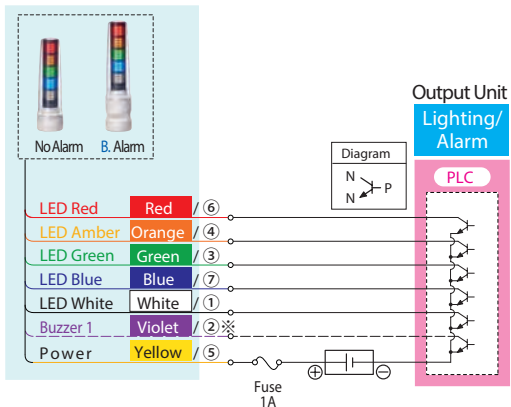 No Alarm
B. Alarm
Output Unit
Lighting/
Alarm
Diagram
N
N
P
PLC
LED Red Red / ⑥
LED Amber Orange / ④
LED Green Green / ③
LED Blue Blue / ⑦
LED White White / ①
Buzzer 1 Violet / ②※
Power Yellow / ⑤
⊕ ⊖
Fuse
1A